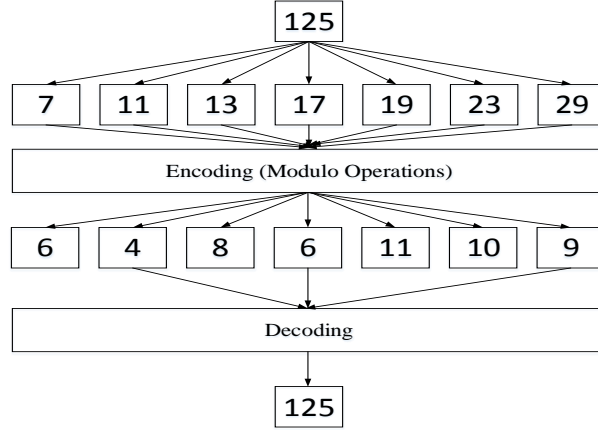 125
7 11 13 17 19 23 29
Encoding (Modulo Operations)
6 4 8 6 11 10 9
Decoding
125